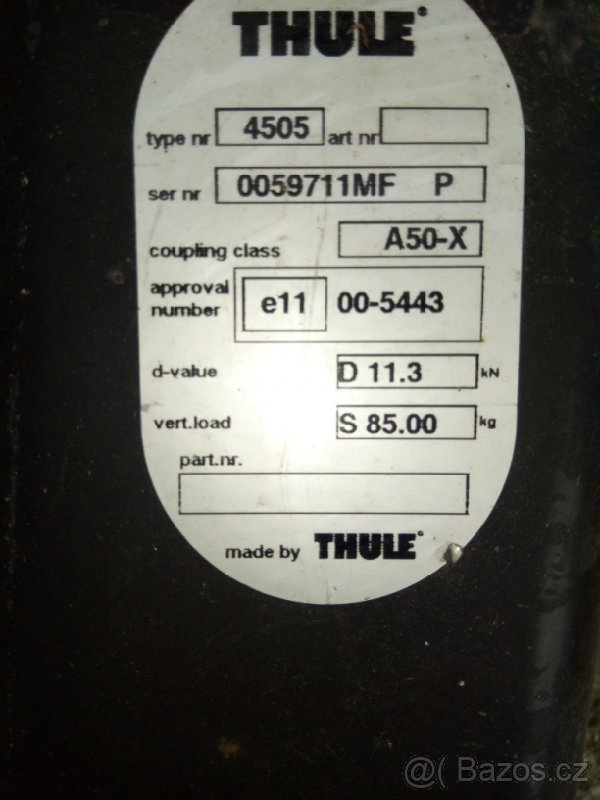 THULE
type nr 4505 art nr
ser nr 0059711MF P
coupling class A50-X
approval number e11 00-5443
d-value D 11.3 kN
vert.load S 85.00 kg
part.nr.
made by THULE
@ Bazos.cz